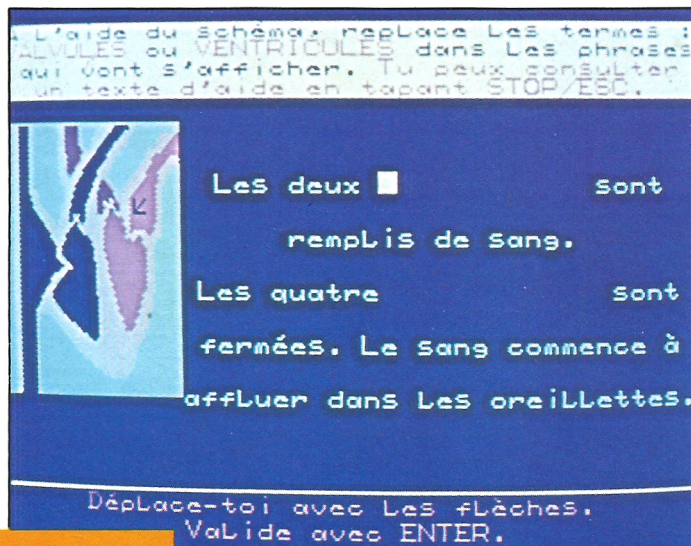 A L'aide du schéma, replace Les termes :
VALVULES ou VENTRICULES dans Les phrases
qui vont s'afficher. Tu peux consulter
un texte d'aide en tapant STOP/ESC.
Les deux sont
remplis de sang.
Les quatre sont
fermées. Le sang commence à
affluer dans Les oreillettes.
Déplace-toi avec Les flèches.
Valide avec ENTER.